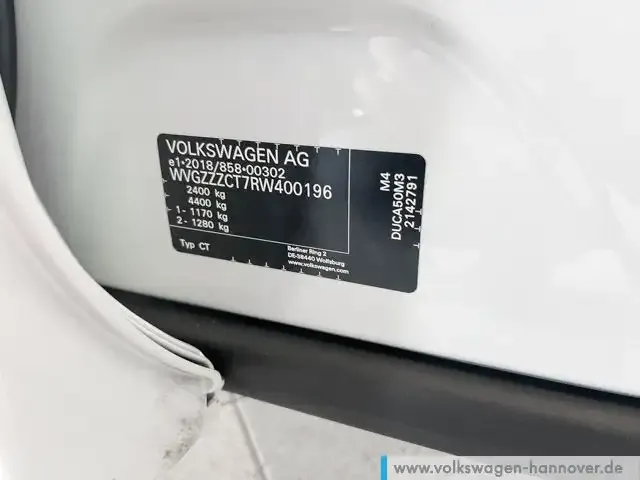 VOLKSWAGEN AG
e1*2018/858*00302
WVGZZZCT7RW400196
2400 kg
4400 kg
1- 1170 kg
2- 1280 kg
Typ CT
Berliner Ring 2
DE-38440 Wolfsburg
www.volkswagen.com
M4
DUCA50M3
2142791
www.volkswagen-hannover.de